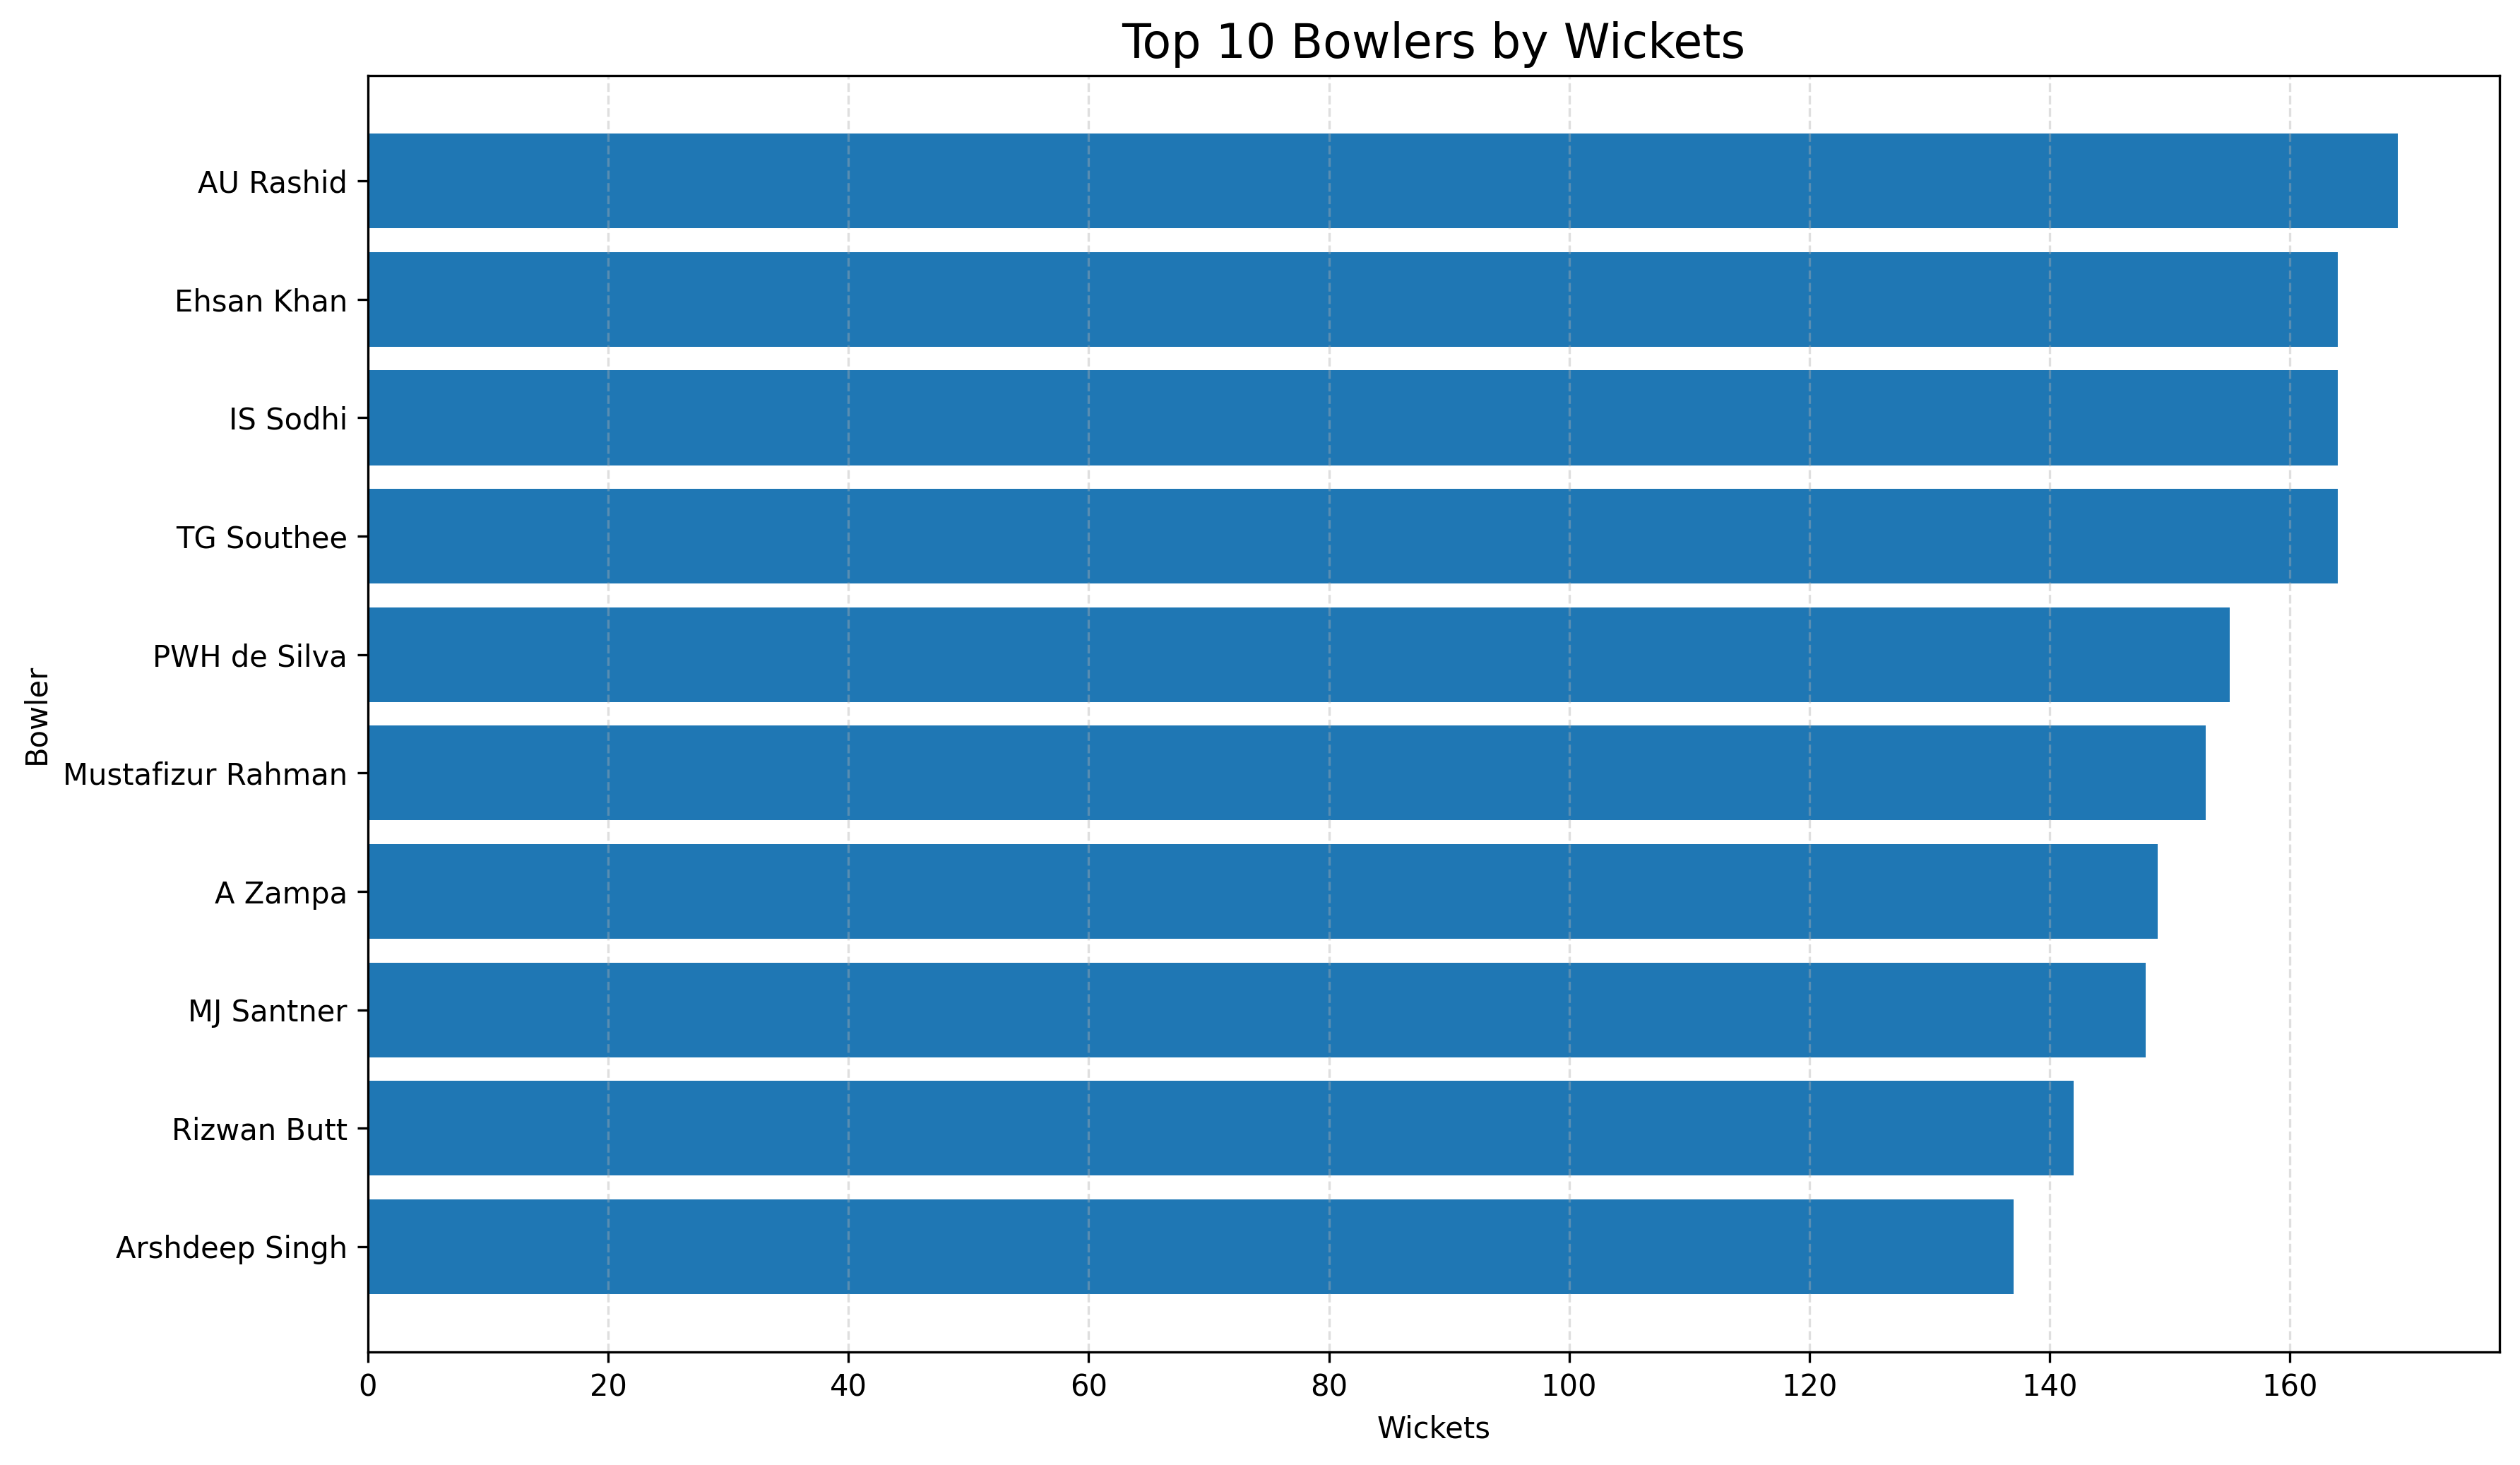 Top 10 Bowlers by Wickets
Bowler
AU Rashid
Ehsan Khan
IS Sodhi
TG Southee
PWH de Silva
Mustafizur Rahman
A Zampa
MJ Santner
Rizwan Butt
Arshdeep Singh
0 20 40 60 80 100 120 140 160
Wickets